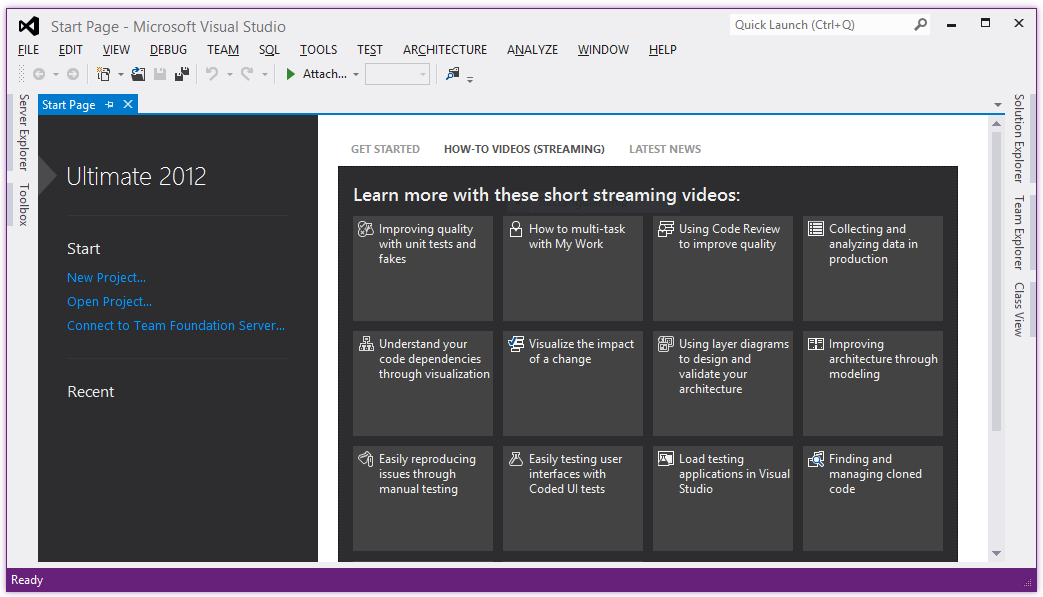 Start Page - Microsoft Visual Studio
Quick Launch (Ctrl+Q)
FILE EDIT VIEW DEBUG TEAM SQL TOOLS TEST ARCHITECTURE ANALYZE WINDOW HELP
Attach...
Server Explorer
Toolbox
Start Page
Ultimate 2012
Start
New Project...
Open Project...
Connect to Team Foundation Server...
Recent
GET STARTED HOW-TO VIDEOS (STREAMING) LATEST NEWS
Learn more with these short streaming videos:
Improving quality
with unit tests and
fakes
How to multi-task
with My Work
Using Code Review
to improve quality
Collecting and
analyzing data in
production
Understand your
code dependencies
through visualization
Visualize the impact
of a change
Using layer diagrams
to design and
validate your
architecture
Improving
architecture through
modeling
Easily reproducing
issues through
manual testing
Easily testing user
interfaces with
Coded UI tests
Load testing
applications in Visual
Studio
Finding and
managing cloned
code
Solution Explorer
Team Explorer
Class View
Ready